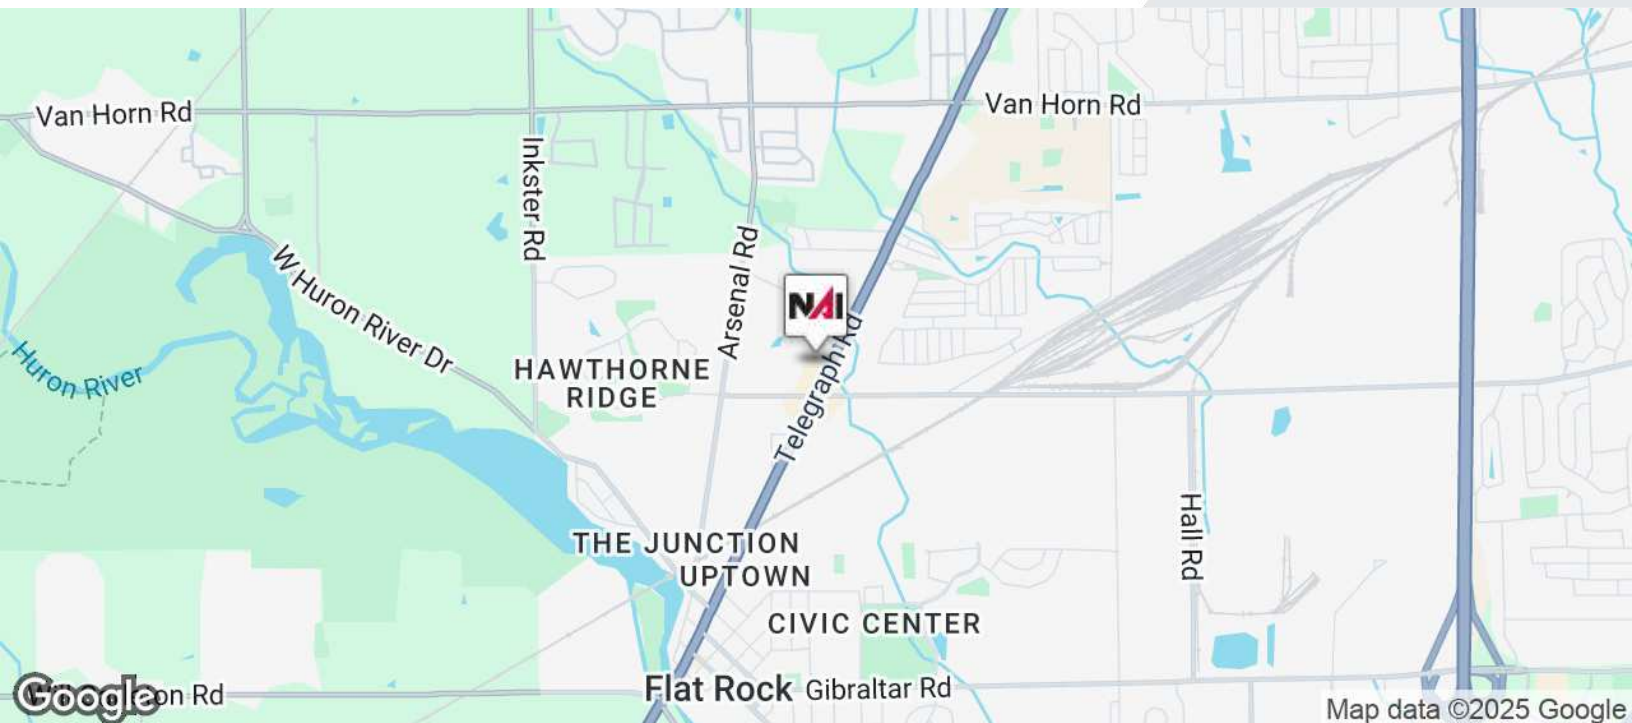 Van Horn Rd
Van Horn Rd
Inkster Rd
Arsenal Rd
W Huron River Dr
NAI
Telegraph Rd
Huron River
HAWTHORNE
RIDGE
Hall Rd
THE JUNCTION
UPTOWN
CIVIC CENTER
Flat Rock
Gibraltar Rd
Google
Rd
Map data ©2025 Google